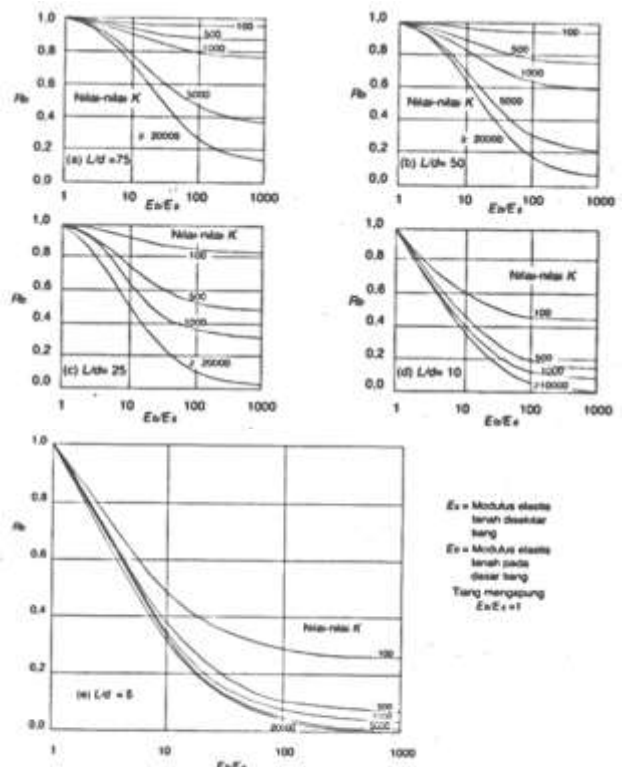 1.0
0.8
0.6
Rb
0.4
0.2
0.0
100
500
1000
5000
Nilai-nilai K
≥ 20000
(a) L/d = 75
1 10 100 1000
Eb/Es
1.0
0.8
0.6
Rb
0.4
0.2
0.0
100
500
1000
5000
Nilai-nilai K
≥ 20000
(b) L/d = 50
1 10 100 1000
Eb/Es
1.0
0.8
0.6
Rb
0.4
0.2
0.0
Nilai-nilai K
100
500
1000
≥ 20000
(c) L/d = 25
1 10 100 1000
Eb/Es
1.0
0.8
0.6
Rb
0.4
0.2
0.0
Nilai-nilai K
100
500
1000
≥10000
(d) L/d = 10
1 10 100 1000
Eb/Es
1.0
0.8
0.6
Rb
0.4
0.2
0.0
Nilai-nilai K
100
500
1000
20000
5000
(e) L/d = 5
1 10 100 1000
Eb/Es
Es = Modulus elastis
tanah disekitar
tiang
Eb = Modulus elastis
tanah pada
dasar tiang
Tiang mengapung
Eb/Es = 1